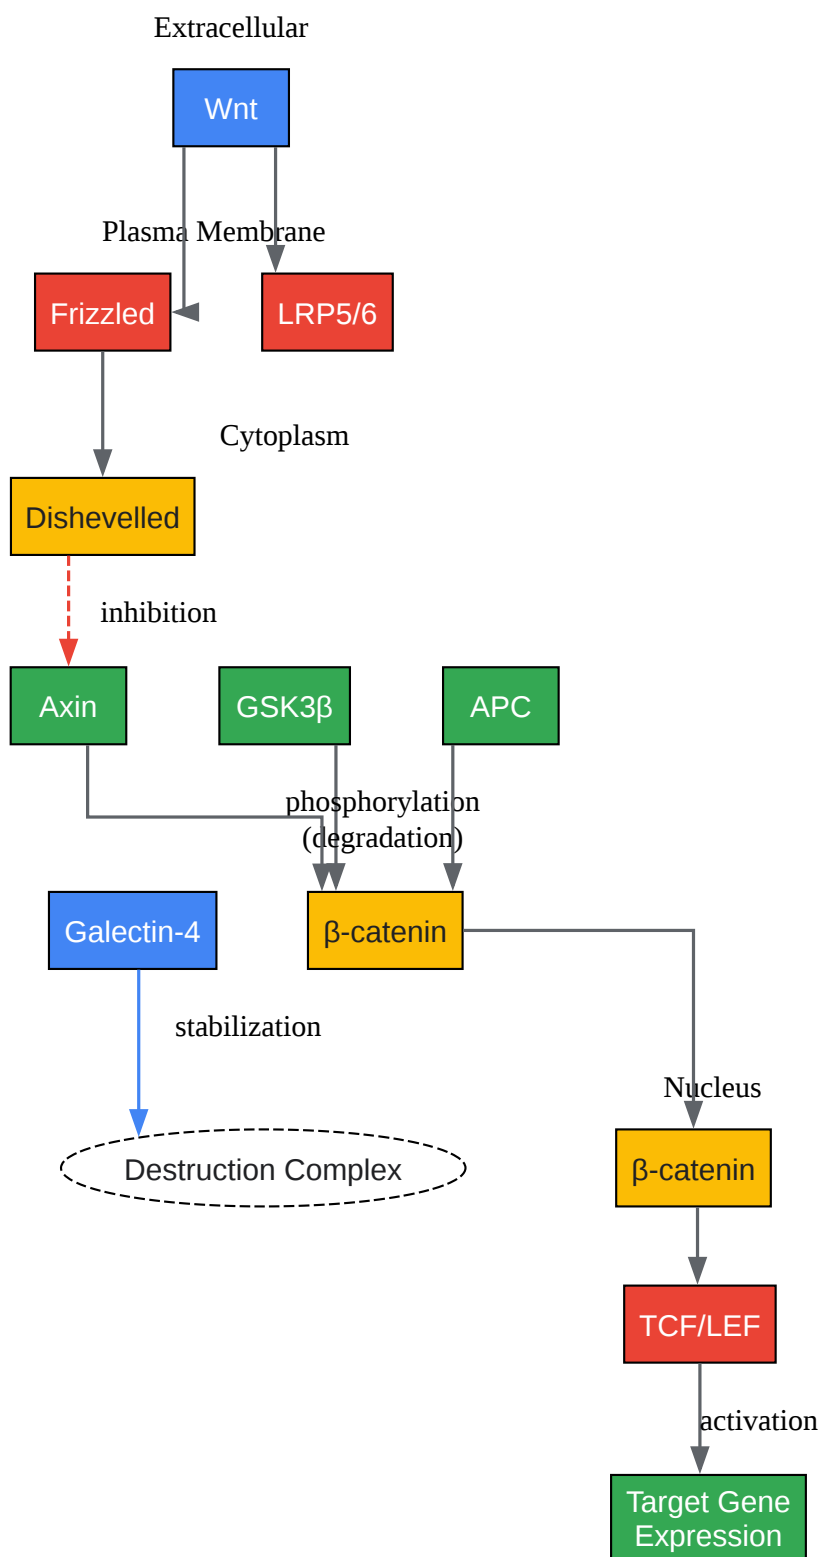 Extracellular
Wnt
Plasma Membrane
Frizzled
LRP5/6
Cytoplasm
Dishevelled
inhibition
Axin
GSK3β
APC
phosphorylation
(degradation)
Galectin-4
β-catenin
stabilization
Nucleus
Destruction Complex
β-catenin
TCF/LEF
activation
Target Gene
Expression